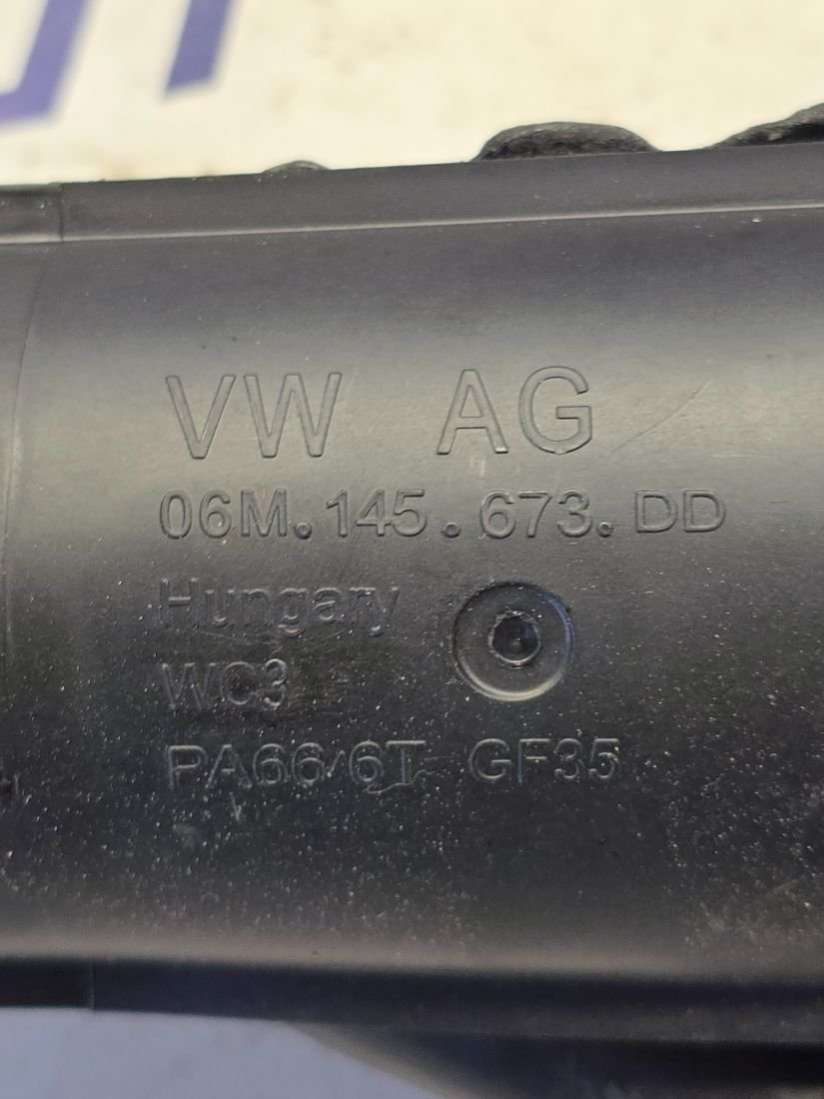 VW AG
06M.145.673.DD
Hungary
WC3
PA66/6T GF35